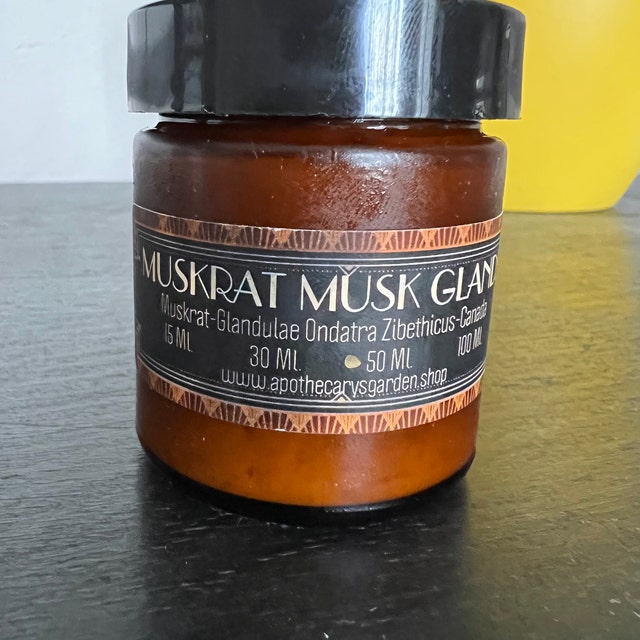 MUSKRAT MUSK GLAND
Muskrat-Glandulae Ondatra Zibethicus-Canada
15 ML 30 ML 50 ML 100 ML
www.apothecarysgarden.shop